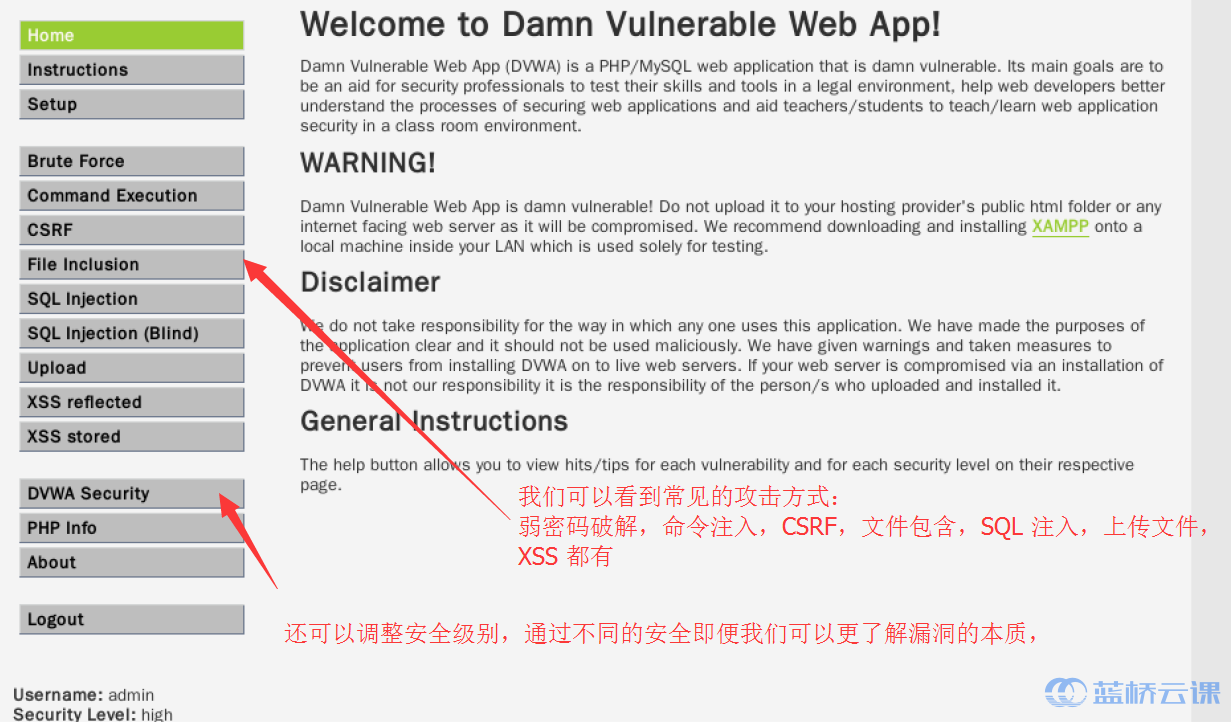 Home
Instructions
Setup
Brute Force
Command Execution
CSRF
File Inclusion
SQL Injection
SQL Injection (Blind)
Upload
XSS reflected
XSS stored
DVWA Security
PHP Info
About
Logout
Username: admin
Security Level: high
Welcome to Damn Vulnerable Web App!
Damn Vulnerable Web App (DVWA) is a PHP/MySQL web application that is damn vulnerable. Its main goals are to
be an aid for security professionals to test their skills and tools in a legal environment, help web developers better
understand the processes of securing web applications and aid teachers/students to teach/learn web application
security in a class room environment.
WARNING!
Damn Vulnerable Web App is damn vulnerable! Do not upload it to your hosting provider's public html folder or any
internet facing web server as it will be compromised. We recommend downloading and installing XAMPP onto a
local machine inside your LAN which is used solely for testing.
Disclaimer
We do not take responsibility for the way in which any one uses this application. We have made the purposes of
the application clear and it should not be used maliciously. We have given warnings and taken measures to
prevent users from installing DVWA on to live web servers. If your web server is compromised via an installation of
DVWA it is not our responsibility it is the responsibility of the person/s who uploaded and installed it.
General Instructions
The help button allows you to view hits/tips for each vulnerability and for each security level on their respective
page.
我们可以看到常见的攻击方式：
弱密码破解，命令注入，CSRF，文件包含，SQL 注入，上传文件，
XSS 都有
还可以调整安全级别，通过不同的安全即便我们可以更了解漏洞的本质，
蓝桥云课